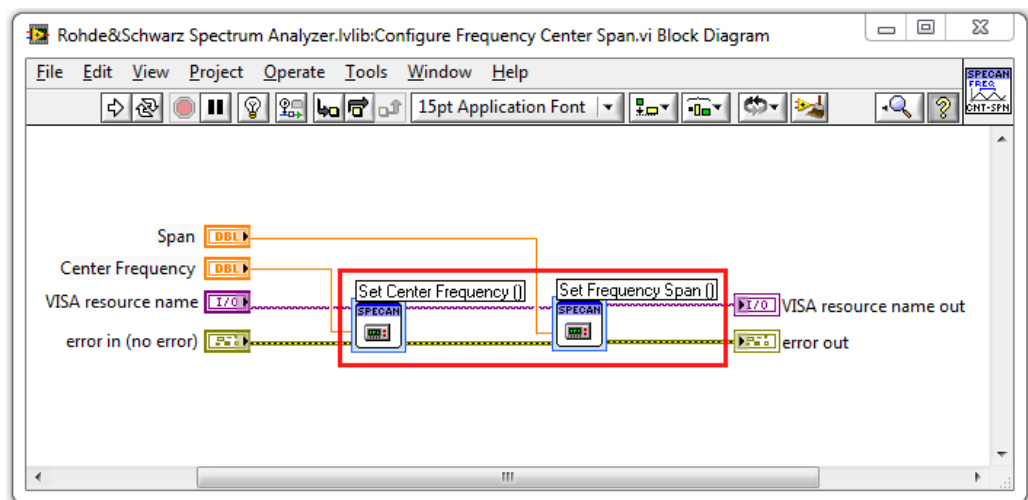 Rohde&Schwarz Spectrum Analyzer.lvlib:Configure Frequency Center Span.vi Block Diagram
File Edit View Project Operate Tools Window Help
15pt Application Font
SPECAN
FREQ
CNT-SPN
Span DBL
Center Frequency DBL
Set Center Frequency () Set Frequency Span ()
VISA resource name I/O SPECAN SPECAN I/O VISA resource name out
error in (no error) error out